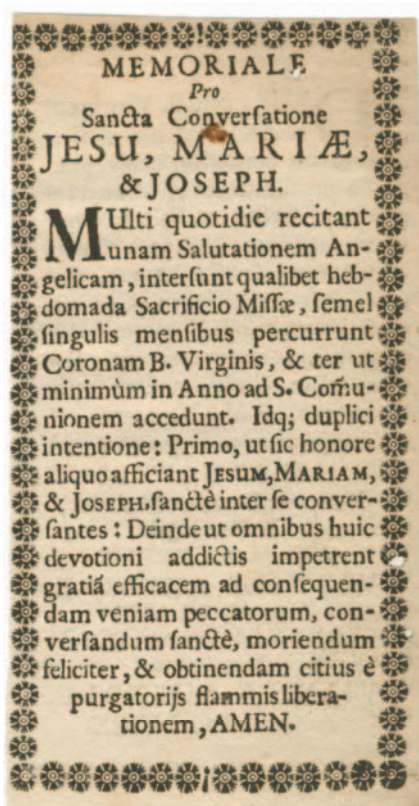 MEMORIALE
Pro
Sancta Converſatione
JESU, MARIÆ,
& JOSEPH.
MUlti quotidie recitant
unam Salutationem An-
gelicam, interſunt qualibet heb-
domada Sacrificio Miſſæ, ſemel
ſingulis menſibus percurrunt
Coronam B. Virginis, & ter ut
minimùm in Anno ad S. Com̃u-
nionem accedunt. Idq; duplici
intentione: Primo, ut ſic honore
aliquo afficiant JESUM, MARIAM,
& JOSEPH, ſanctè inter ſe conver-
ſantes: Deinde ut omnibus huic
devotioni addictis impetrent
gratiã efficacem ad conſequen-
dam veniam peccatorum, con-
verſandum ſanctè, moriendum
feliciter, & obtinendam citius è
purgatorijs flammis libera-
tionem, AMEN.